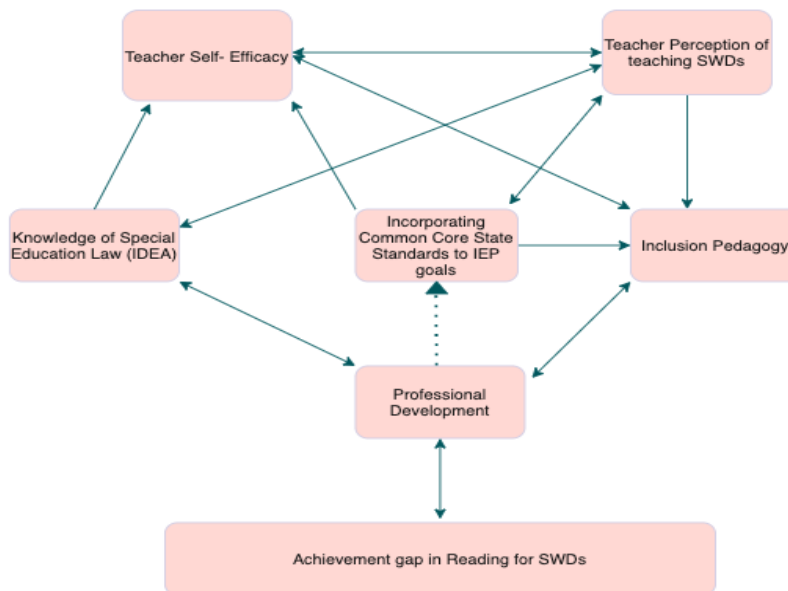 Teacher Self- Efficacy
Teacher Perception of
teaching SWDs
Knowledge of Special
Education Law (IDEA)
Incorporating
Common Core State
Standards to IEP
goals
Inclusion Pedagogy
Professional
Development
Achievement gap in Reading for SWDs